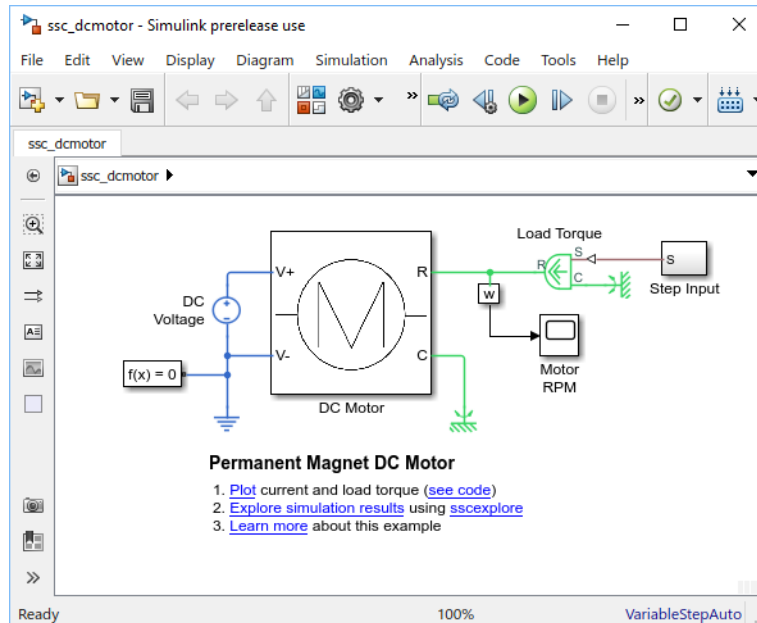 ssc_dcmotor - Simulink prerelease use
File Edit View Display Diagram Simulation Analysis Code Tools Help
» »
ssc_dcmotor
ssc_dcmotor
Load Torque
S
R
C
S
Step Input
V+
R
DC
Voltage
w
V-
C
f(x) = 0
Motor
RPM
DC Motor
Permanent Magnet DC Motor
1. Plot current and load torque (see code)
2. Explore simulation results using sscexplore
3. Learn more about this example
Ready 100% VariableStepAuto